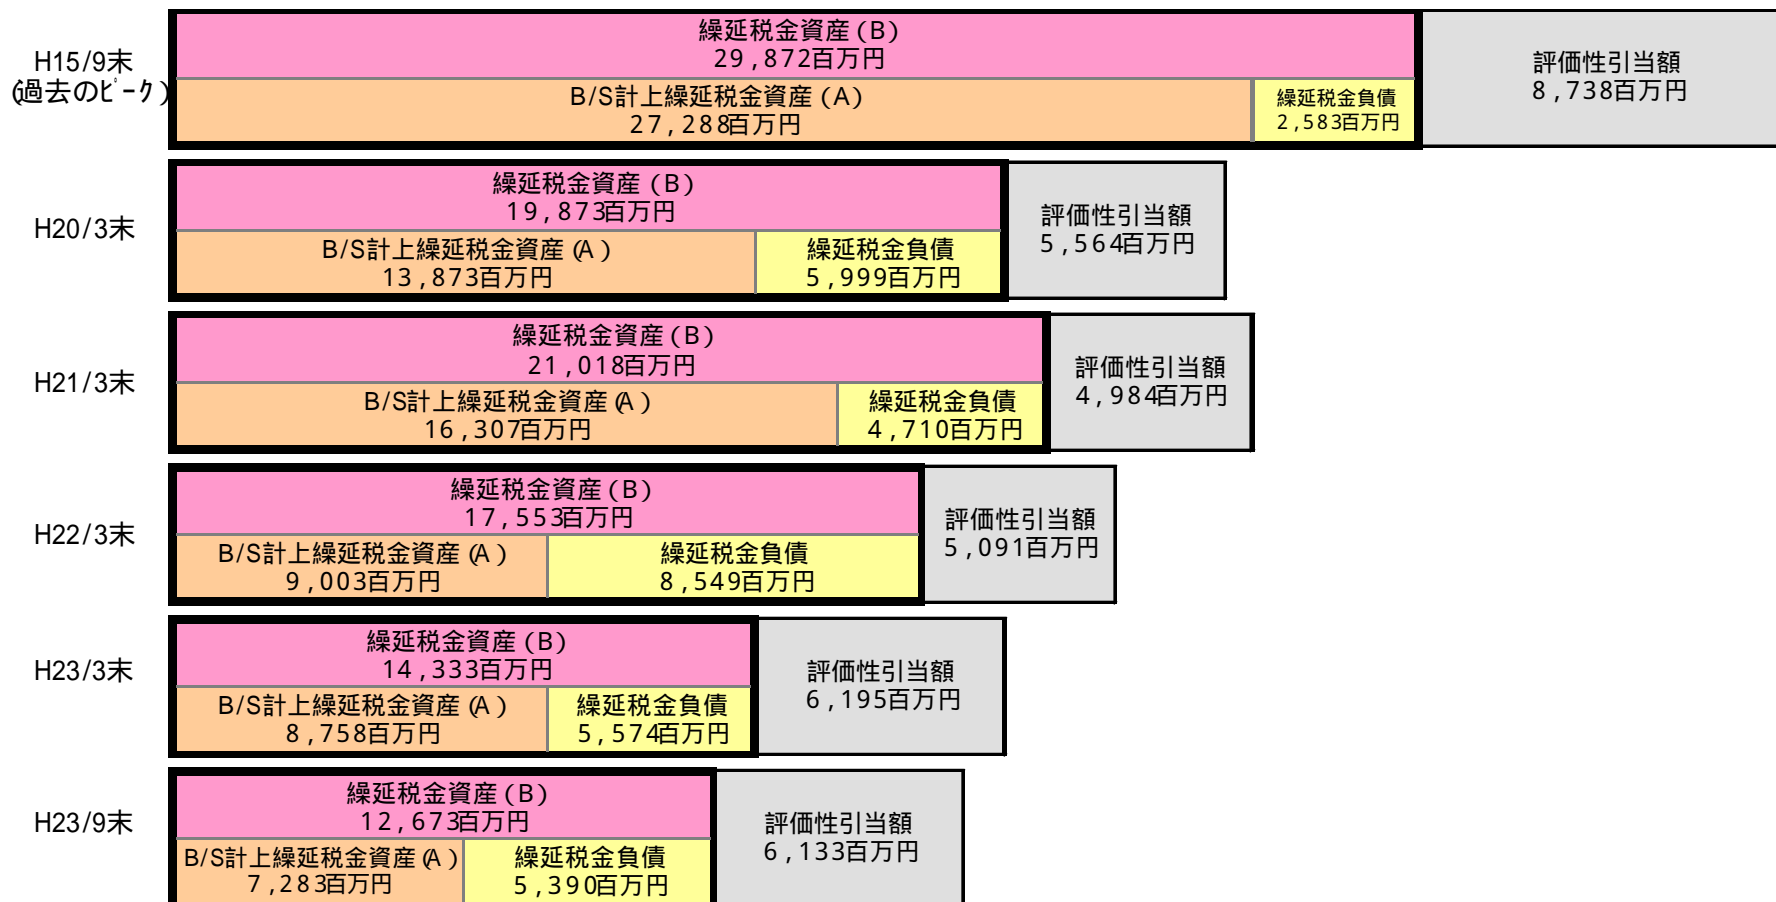 H15/9末
(過去のピーク)
繰延税金資産(B)
29,872百万円
B/S計上繰延税金資産(A)
27,288百万円
繰延税金負債
2,583百万円
評価性引当額
8,738百万円
H20/3末
繰延税金資産(B)
19,873百万円
B/S計上繰延税金資産(A)
13,873百万円
繰延税金負債
5,999百万円
評価性引当額
5,564百万円
H21/3末
繰延税金資産(B)
21,018百万円
B/S計上繰延税金資産(A)
16,307百万円
繰延税金負債
4,710百万円
評価性引当額
4,984百万円
H22/3末
繰延税金資産(B)
17,553百万円
B/S計上繰延税金資産(A)
9,003百万円
繰延税金負債
8,549百万円
評価性引当額
5,091百万円
H23/3末
繰延税金資産(B)
14,333百万円
B/S計上繰延税金資産(A)
8,758百万円
繰延税金負債
5,574百万円
評価性引当額
6,195百万円
H23/9末
繰延税金資産(B)
12,673百万円
B/S計上繰延税金資産(A)
7,283百万円
繰延税金負債
5,390百万円
評価性引当額
6,133百万円